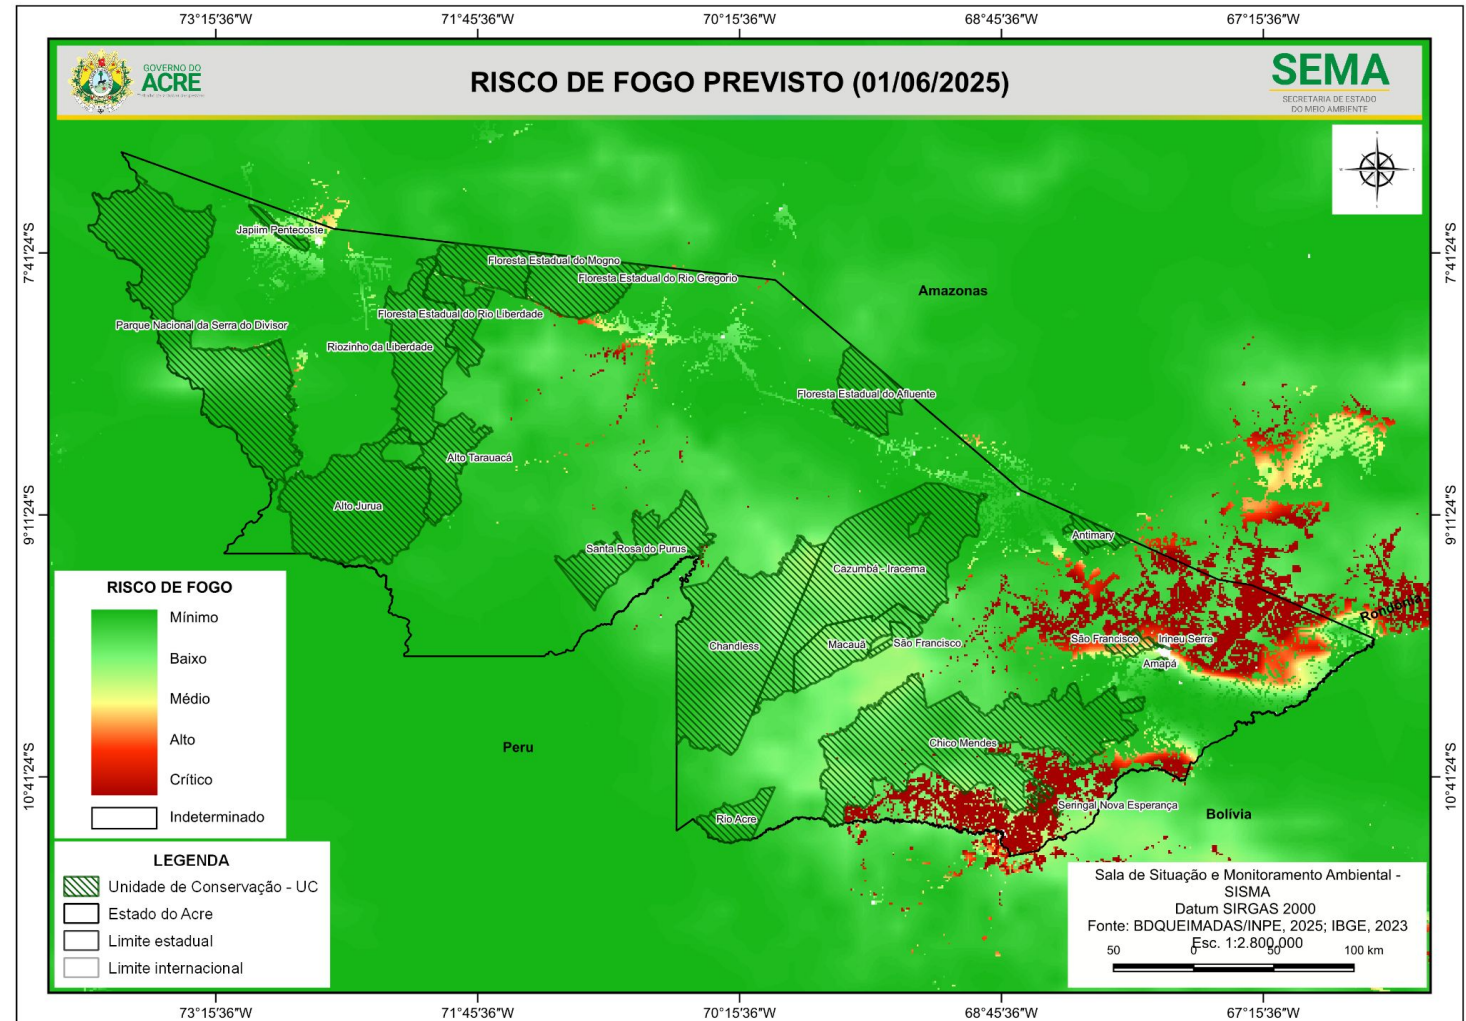 73°15'36"W 71°45'36"W 70°15'36"W 68°45'36"W 67°15'36"W
GOVERNO DO
ACRE
RISCO DE FOGO PREVISTO (01/06/2025)
SEMA
SECRETARIA DE ESTADO
DO MEIO AMBIENTE
N
W E
S
Japiim Pentecoste
7°41'24"S
7°41'24"S
Floresta Estadual do Mogno
Floresta Estadual do Rio Gregorio
Amazonas
Floresta Estadual do Rio Liberdade
Parque Nacional da Serra do Divisor
Riozinho da Liberdade
Floresta Estadual do Afluente
Alto Tarauacá
Alto Jurua
9°11'24"S
9°11'24"S
Antimary
Santa Rosa do Purus
Cazumbá - Iracema
Rondônia
Chandless
Macauã
São Francisco
São Francisco
Irineu Serra
Amapá
Peru
Chico Mendes
10°41'24"S
10°41'24"S
Seringal Nova Esperança
Bolívia
Rio Acre
RISCO DE FOGO
Mínimo
Baixo
Médio
Alto
Crítico
Indeterminado
LEGENDA
Unidade de Conservação - UC
Estado do Acre
Limite estadual
Limite internacional
Sala de Situação e Monitoramento Ambiental -
SISMA
Datum SIRGAS 2000
Fonte: BDQUEIMADAS/INPE, 2025; IBGE, 2023
Esc. 1:2.800.000
50 0 50 100 km
73°15'36"W 71°45'36"W 70°15'36"W 68°45'36"W 67°15'36"W